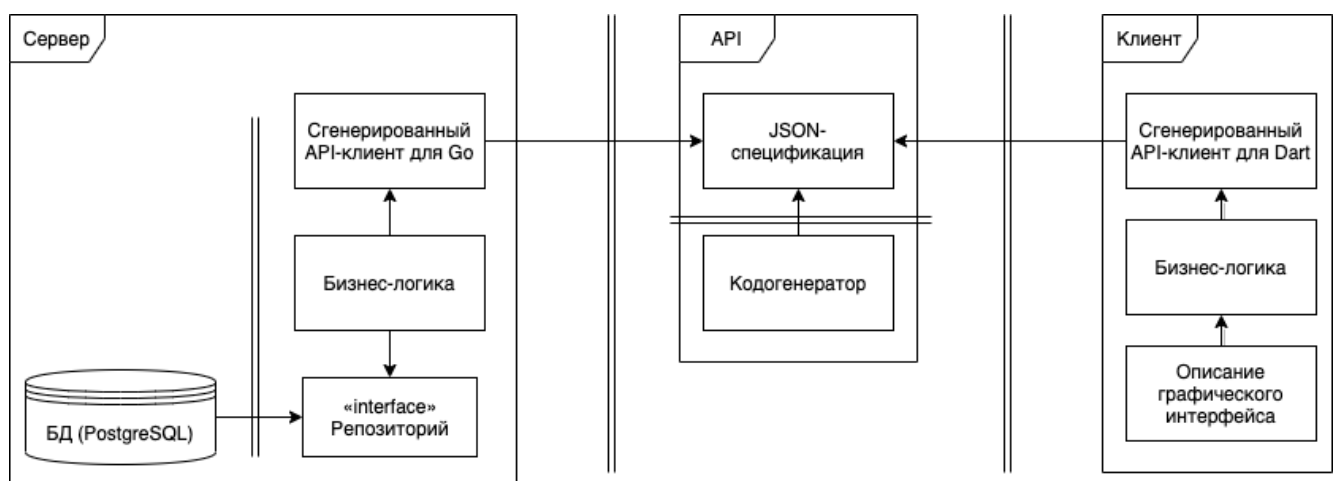 Сервер
Сгенерированный
API-клиент для Go
Бизнес-логика
БД (PostgreSQL)
«interface»
Репозиторий
API
JSON-
спецификация
Кодогенератор
Клиент
Сгенерированный
API-клиент для Dart
Бизнес-логика
Описание
графического
интерфейса